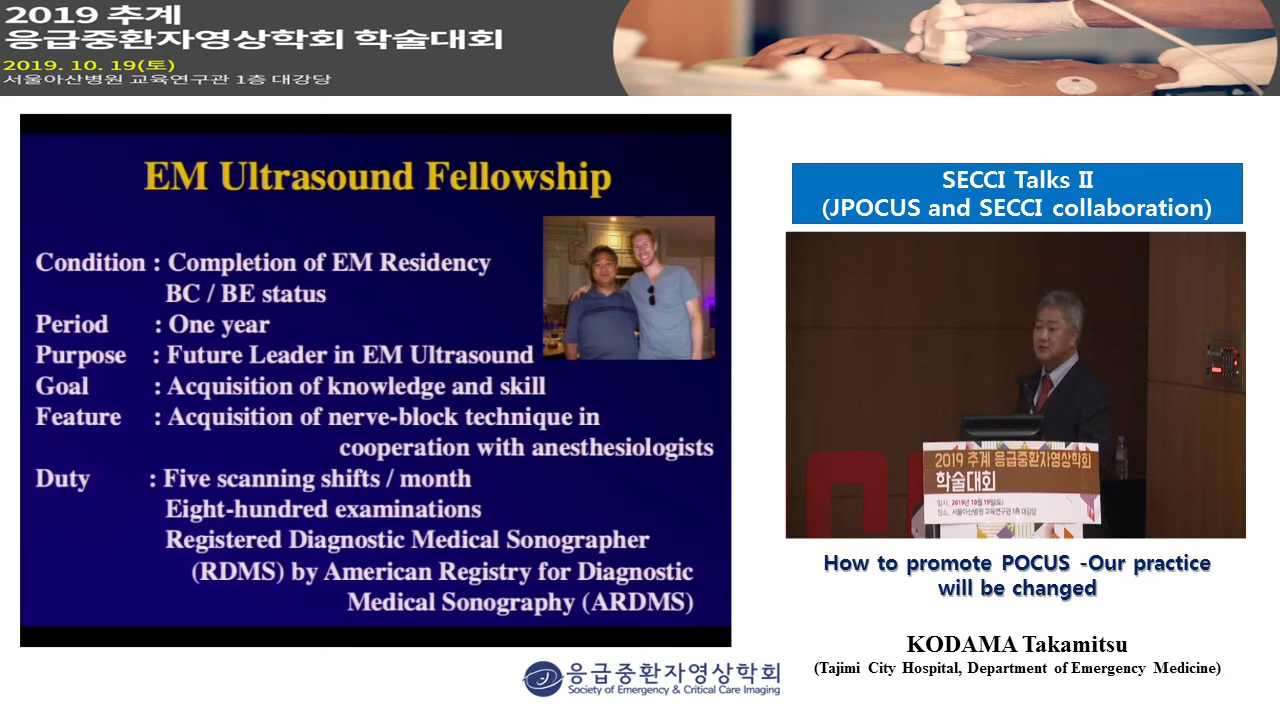 2019 추계
응급중환자영상학회 학술대회
2019. 10. 19(토)
서울아산병원 교육연구관 1층 대강당
EM Ultrasound Fellowship
Condition : Completion of EM Residency
BC / BE status
Period : One year
Purpose : Future Leader in EM Ultrasound
Goal : Acquisition of knowledge and skill
Feature : Acquisition of nerve-block technique in
cooperation with anesthesiologists
Duty : Five scanning shifts / month
Eight-hundred examinations
Registered Diagnostic Medical Sonographer
(RDMS) by American Registry for Diagnostic
Medical Sonography (ARDMS)
SECCI Talks II
(JPOCUS and SECCI collaboration)
2019 추계 응급중환자영상학회
학술대회
일시_ 2019년 10월 19일(토)
장소_ 서울아산병원 교육연구관 1층 대강당
How to promote POCUS -Our practice
will be changed
KODAMA Takamitsu
(Tajimi City Hospital, Department of Emergency Medicine)
응급중환자영상학회
Society of Emergency & Critical Care Imaging